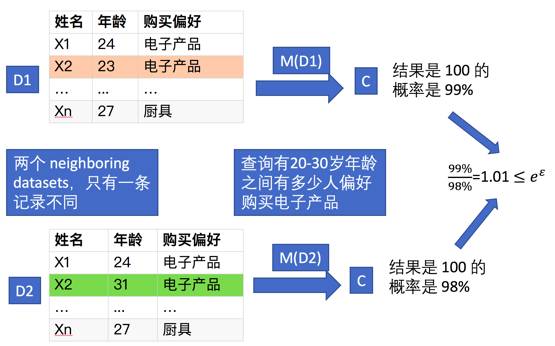 姓名 年龄 购买偏好
X1 24 电子产品
X2 23 电子产品
… … …
Xn 27 厨具
D1
M(D1)
C
结果是 100 的
概率是 99%
两个 neighboring
datasets，只有一条
记录不同
查询有20-30岁年龄
之间有多少人偏好
购买电子产品
99%/98%=1.01 ≤ e^ε
姓名 年龄 购买偏好
X1 24 电子产品
X2 31 电子产品
… … …
Xn 27 厨具
D2
M(D2)
C
结果是 100 的
概率是 98%